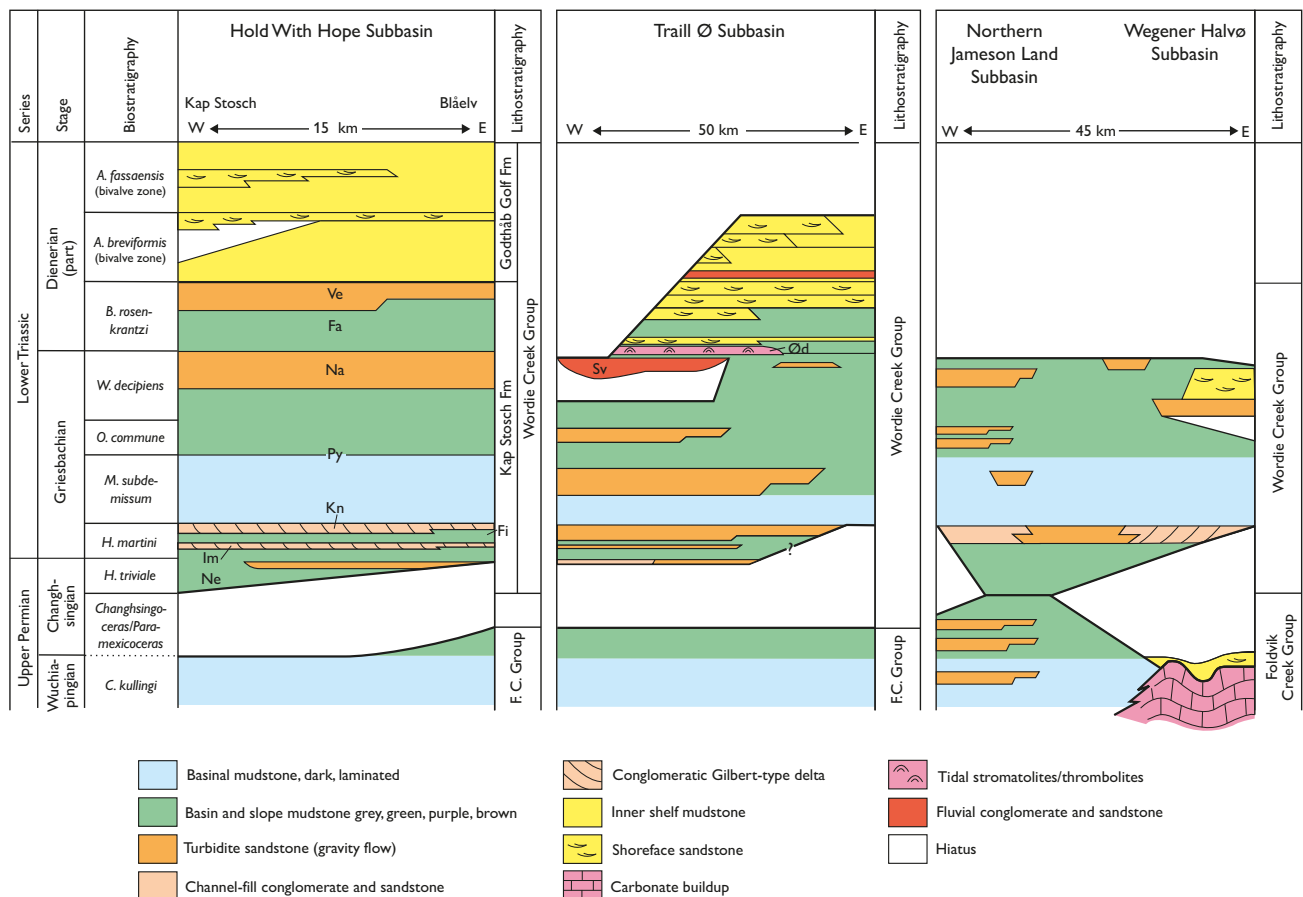 Series
Stage
Biostratigraphy
Hold With Hope Subbasin
Kap Stosch
Blåelv
W
15 km
E
Lithostratigraphy
Traill Ø Subbasin
W
50 km
E
Lithostratigraphy
Northern
Jameson Land
Subbasin
Wegener Halvø
Subbasin
W
45 km
E
Lithostratigraphy
Lower Triassic
Upper Permian
Dienerian
(part)
Griesbachian
Changh-
singian
Wuchia-
pingian
A. fassaensis
(bivalve zone)
A. breviformis
(bivalve zone)
B. rosen-
krantzi
W. decipiens
O. commune
M. subde-
missum
H. martini
H. triviale
Changhsingo-
ceras/Para-
mexicoceras
C. kullingi
Ve
Fa
Na
Py
Kn
Fi
Im
Ne
Godthåb Golf Fm
Kap Stosch Fm
Wordie Creek Group
F. C. Group
Sv
Ød
?
Wordie Creek Group
F.C. Group
Wordie Creek Group
Foldvik
Creek Group
Basinal mudstone, dark, laminated
Basin and slope mudstone grey, green, purple, brown
Turbidite sandstone (gravity flow)
Channel-fill conglomerate and sandstone
Conglomeratic Gilbert-type delta
Inner shelf mudstone
Shoreface sandstone
Carbonate buildup
Tidal stromatolites/thrombolites
Fluvial conglomerate and sandstone
Hiatus